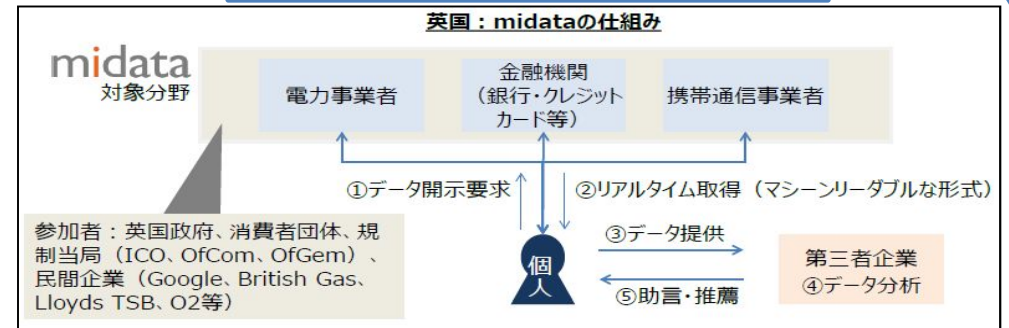 英国：midataの仕組み
midata
対象分野
電力事業者
金融機関
（銀行・クレジット
カード等）
携帯通信事業者
①データ開示要求
②リアルタイム取得（マシーンリーダブルな形式）
参加者：英国政府、消費者団体、規
制当局（ICO、OfCom、OfGem）、
民間企業（Google、British Gas、
Lloyds TSB、O2等）
個
人
③データ提供
⑤助言・推薦
第三者企業
④データ分析